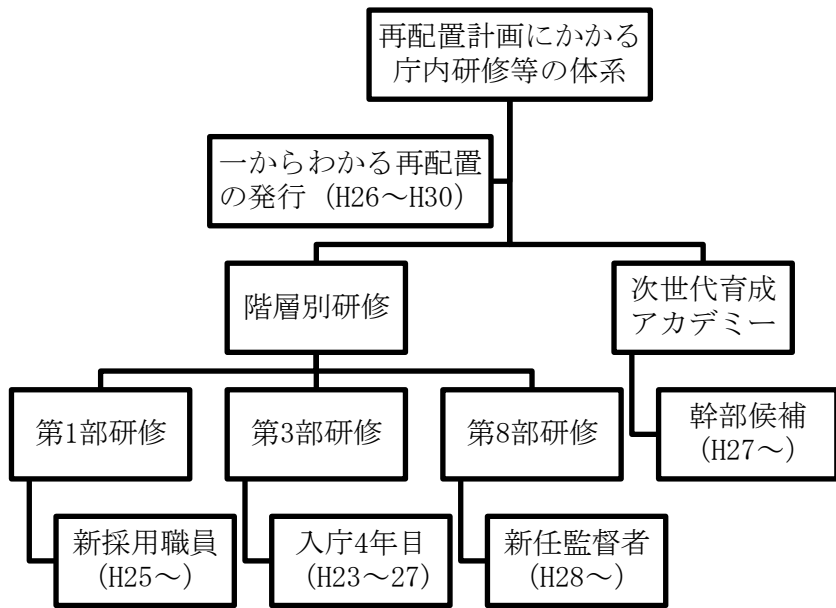 再配置計画にかかる
庁内研修等の体系
一からわかる再配置
の発行（H26～H30）
階層別研修
次世代育成
アカデミー
第1部研修
第3部研修
第8部研修
幹部候補
（H27～）
新採用職員
（H25～）
入庁4年目
（H23～27）
新任監督者
（H28～）